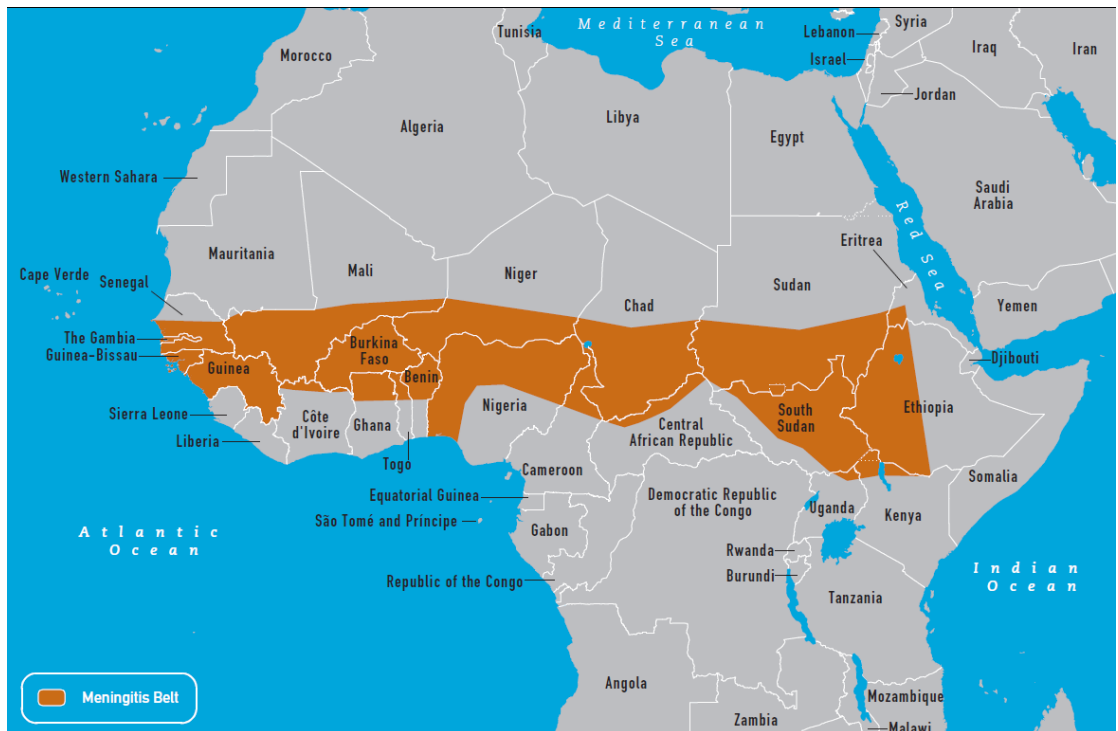 Mediterranean
Sea
Tunisia
Syria
Lebanon
Morocco
Iraq
Iran
Israel
Jordan
Algeria
Libya
Egypt
Western Sahara
Saudi
Arabia
Red Sea
Mauritania
Eritrea
Mali
Niger
Cape Verde
Senegal
Sudan
Chad
Yemen
The Gambia
Guinea-Bissau
Burkina
Faso
Djibouti
Guinea
Benin
Nigeria
Ethiopia
Sierra Leone
Côte
d'Ivoire
Ghana
South
Sudan
Central
African Republic
Liberia
Togo
Cameroon
Somalia
Equatorial Guinea
Democratic Republic
of the Congo
Uganda
Kenya
São Tomé and Príncipe
Gabon
Atlantic
Ocean
Rwanda
Burundi
Republic of the Congo
Indian
Ocean
Tanzania
Angola
Meningitis Belt
Mozambique
Zambia
Malawi